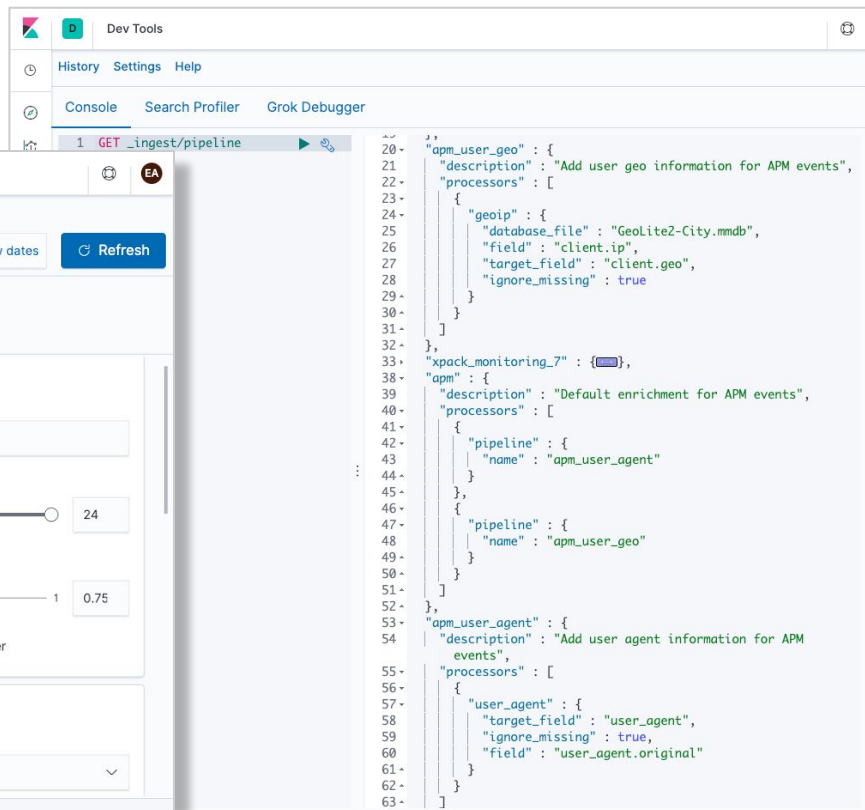 D Dev Tools
History Settings Help
Console Search Profiler Grok Debugger
1 GET _ingest/pipeline
EA
dates
Refresh
24
1 0.75
er
20 "apm_user_geo" : {
21 "description" : "Add user geo information for APM events",
22 "processors" : [
23 {
24 "geoip" : {
25 "database_file" : "GeoLite2-City.mmdb",
26 "field" : "client.ip",
27 "target_field" : "client.geo",
28 "ignore_missing" : true
29 }
30 }
31 ]
32 },
33 "xpack_monitoring_7" : {},
38 "apm" : {
39 "description" : "Default enrichment for APM events",
40 "processors" : [
41 {
42 "pipeline" : {
43 "name" : "apm_user_agent"
44 }
45 },
46 {
47 "pipeline" : {
48 "name" : "apm_user_geo"
49 }
50 }
51 ]
52 },
53 "apm_user_agent" : {
54 "description" : "Add user agent information for APM
events",
55 "processors" : [
56 {
57 "user_agent" : {
58 "target_field" : "user_agent",
59 "ignore_missing" : true,
60 "field" : "user_agent.original"
61 }
62 }
63 ]